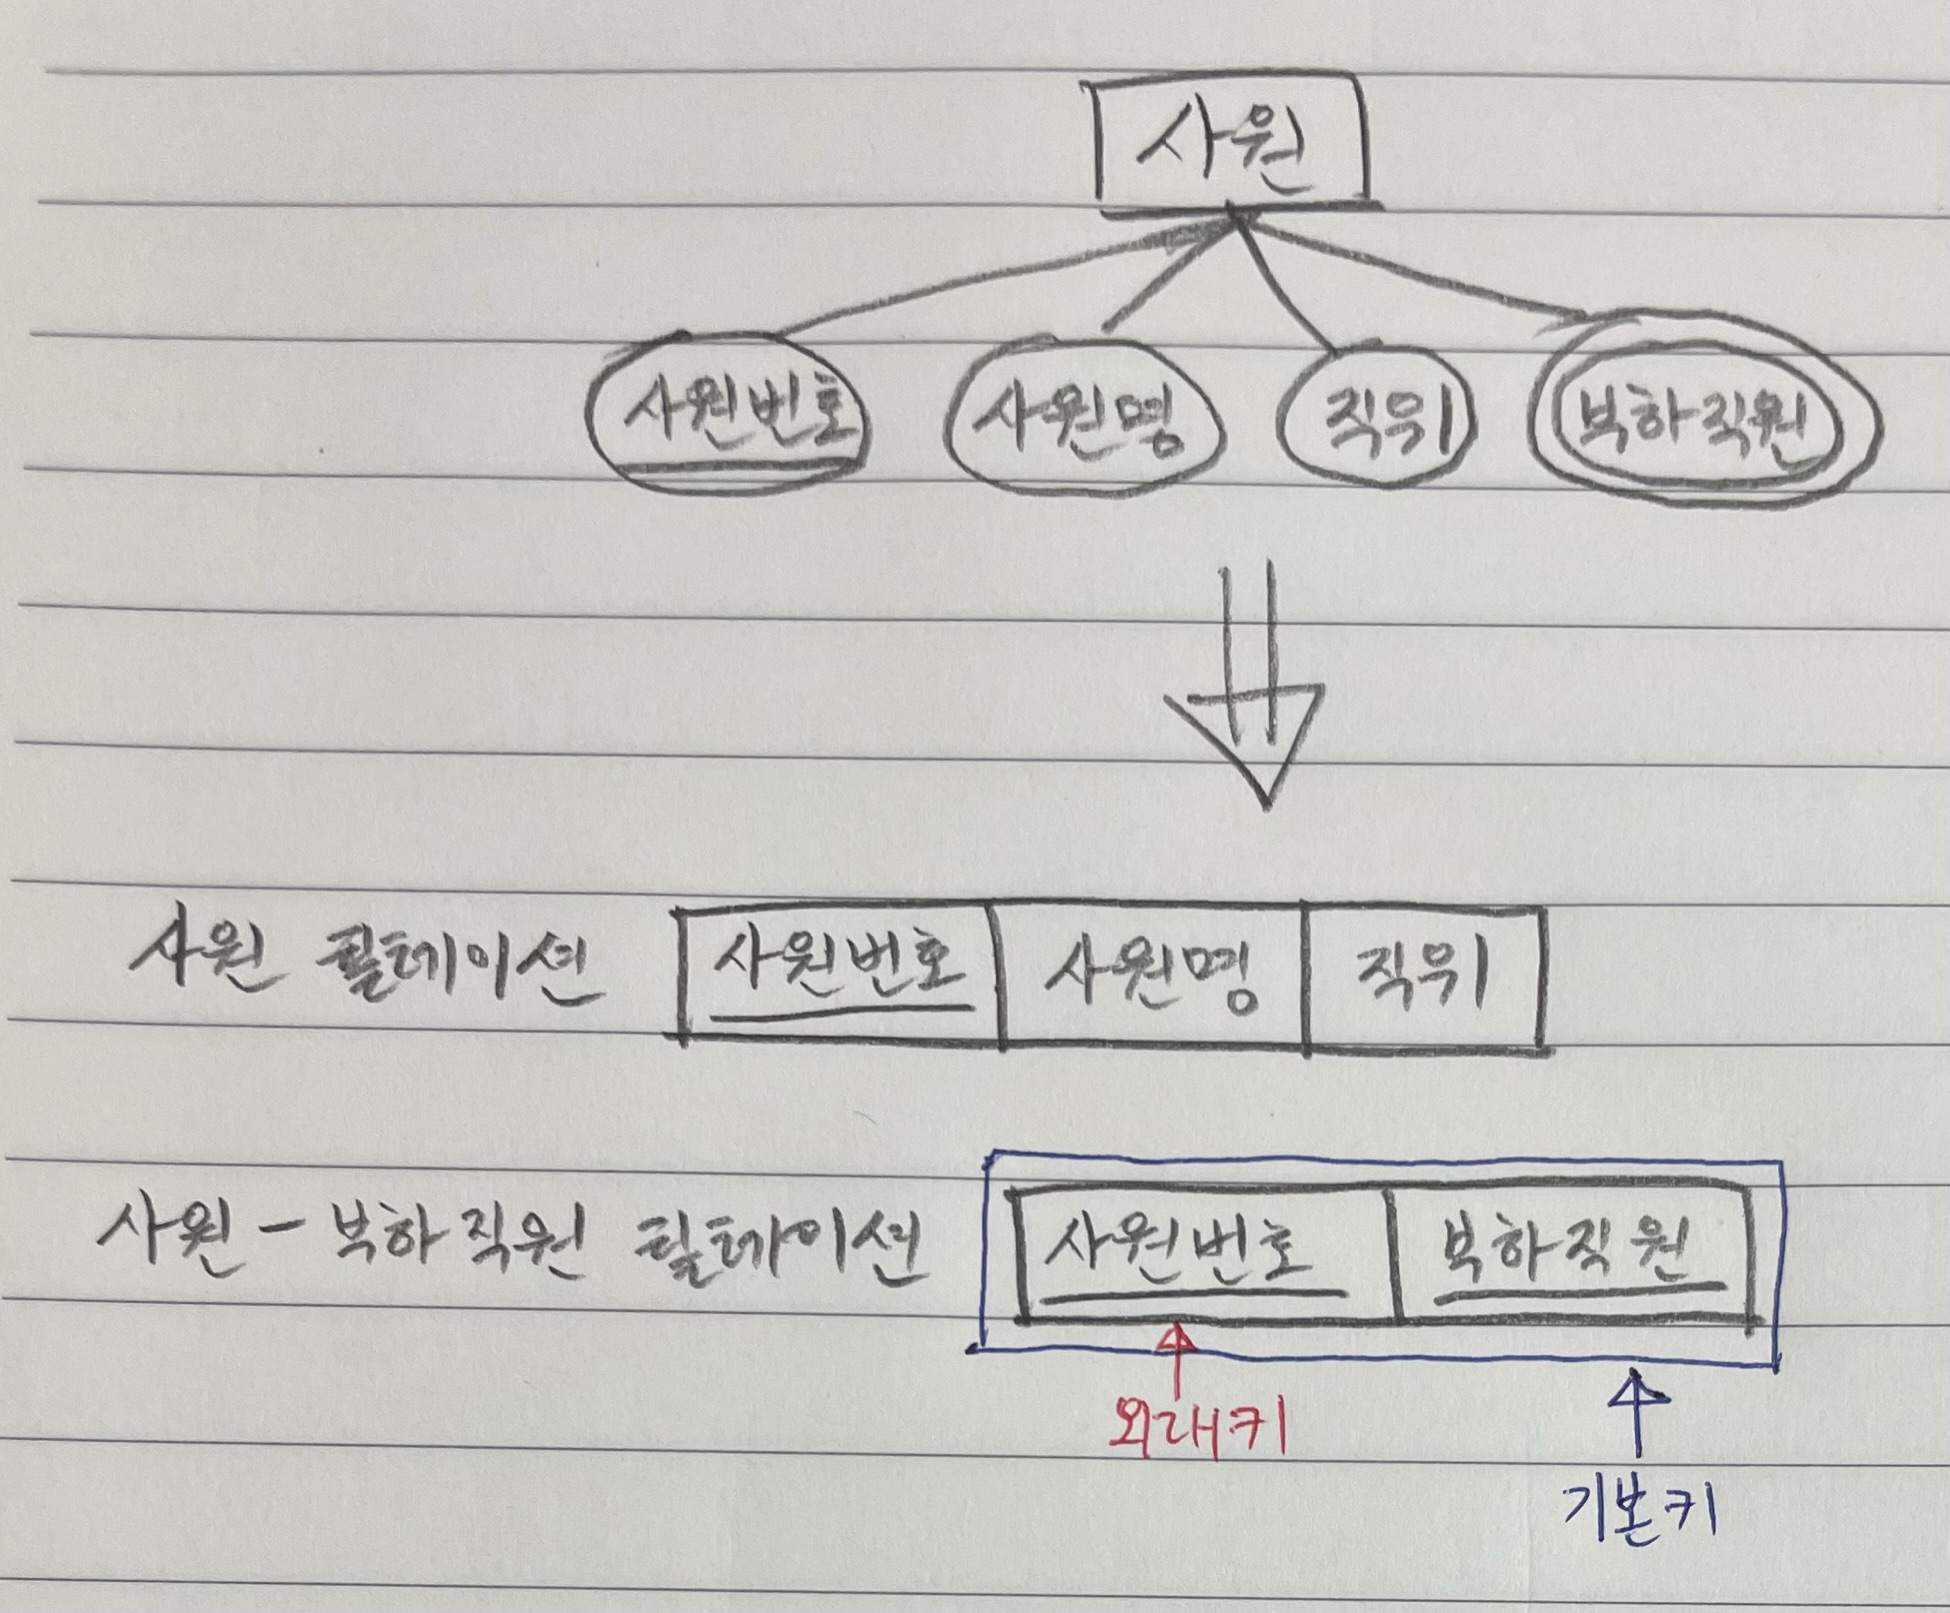 사원
사원번호 사원명 직위 부하직원
사원 릴레이션 사원번호 사원명 직위
사원 - 부하직원 릴레이션 사원번호 부하직원
외래키
기본키